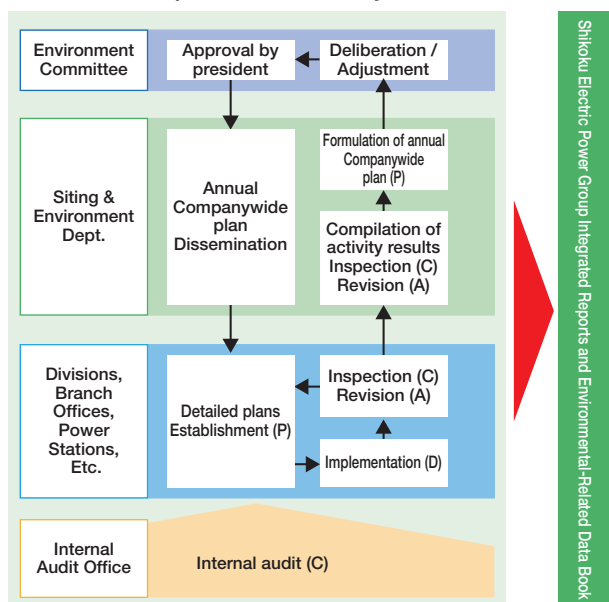 Environment
Committee
Approval by
president
Deliberation /
Adjustment
Siting &
Environment
Dept.
Annual
Companywide
plan
Dissemination
Formulation of annual
Companywide
plan (P)
Compilation of
activity results
Inspection (C)
Revision (A)
Divisions,
Branch
Offices,
Power
Stations,
Etc.
Detailed plans
Establishment (P)
Inspection (C)
Revision (A)
Implementation (D)
Internal
Audit Office
Internal audit (C)
Shikoku Electric Power Group Integrated Reports and Environmental-Related Data Book